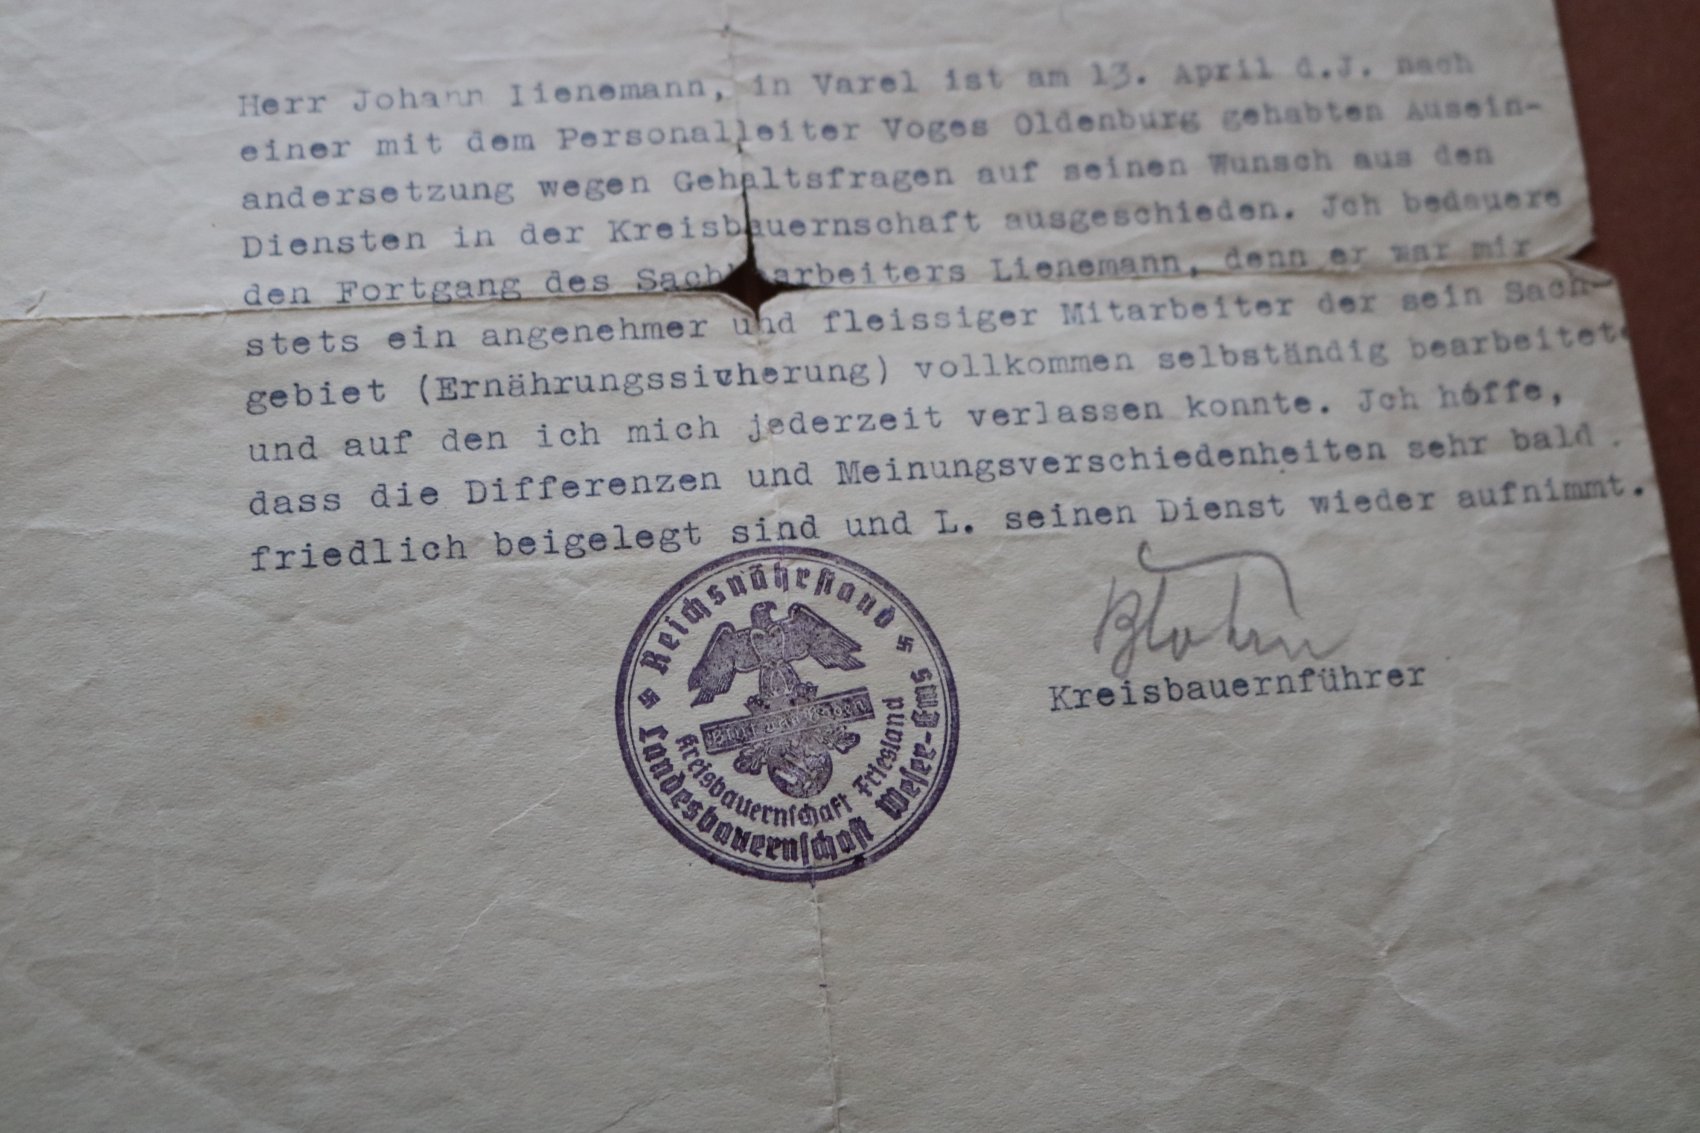 Herr Johann Lienemann, in Varel ist am 13. April d.J. nach
einer mit dem Personalleiter Voges Oldenburg gehabten Ausein-
andersetzung wegen Gehaltsfragen auf seinen Wunsch aus den
Diensten in der Kreisbauernschaft ausgeschieden. Jch bedauere
den Fortgang des Sachbearbeiters Lienemann, denn er war mir
stets ein angenehmer und fleissiger Mitarbeiter der sein Sach-
gebiet (Ernährungssicherung) vollkommen selbständig bearbeitete
und auf den ich mich jederzeit verlassen konnte. Jch hoffe,
dass die Differenzen und Meinungsverschiedenheiten sehr bald
friedlich beigelegt sind und L. seinen Dienst wieder aufnimmt.
Kreisbauernführer
Reichsnährstand
Blut und Boden
Kreisbauernschaft Friesland
Landesbauernschaft Weser-Ems